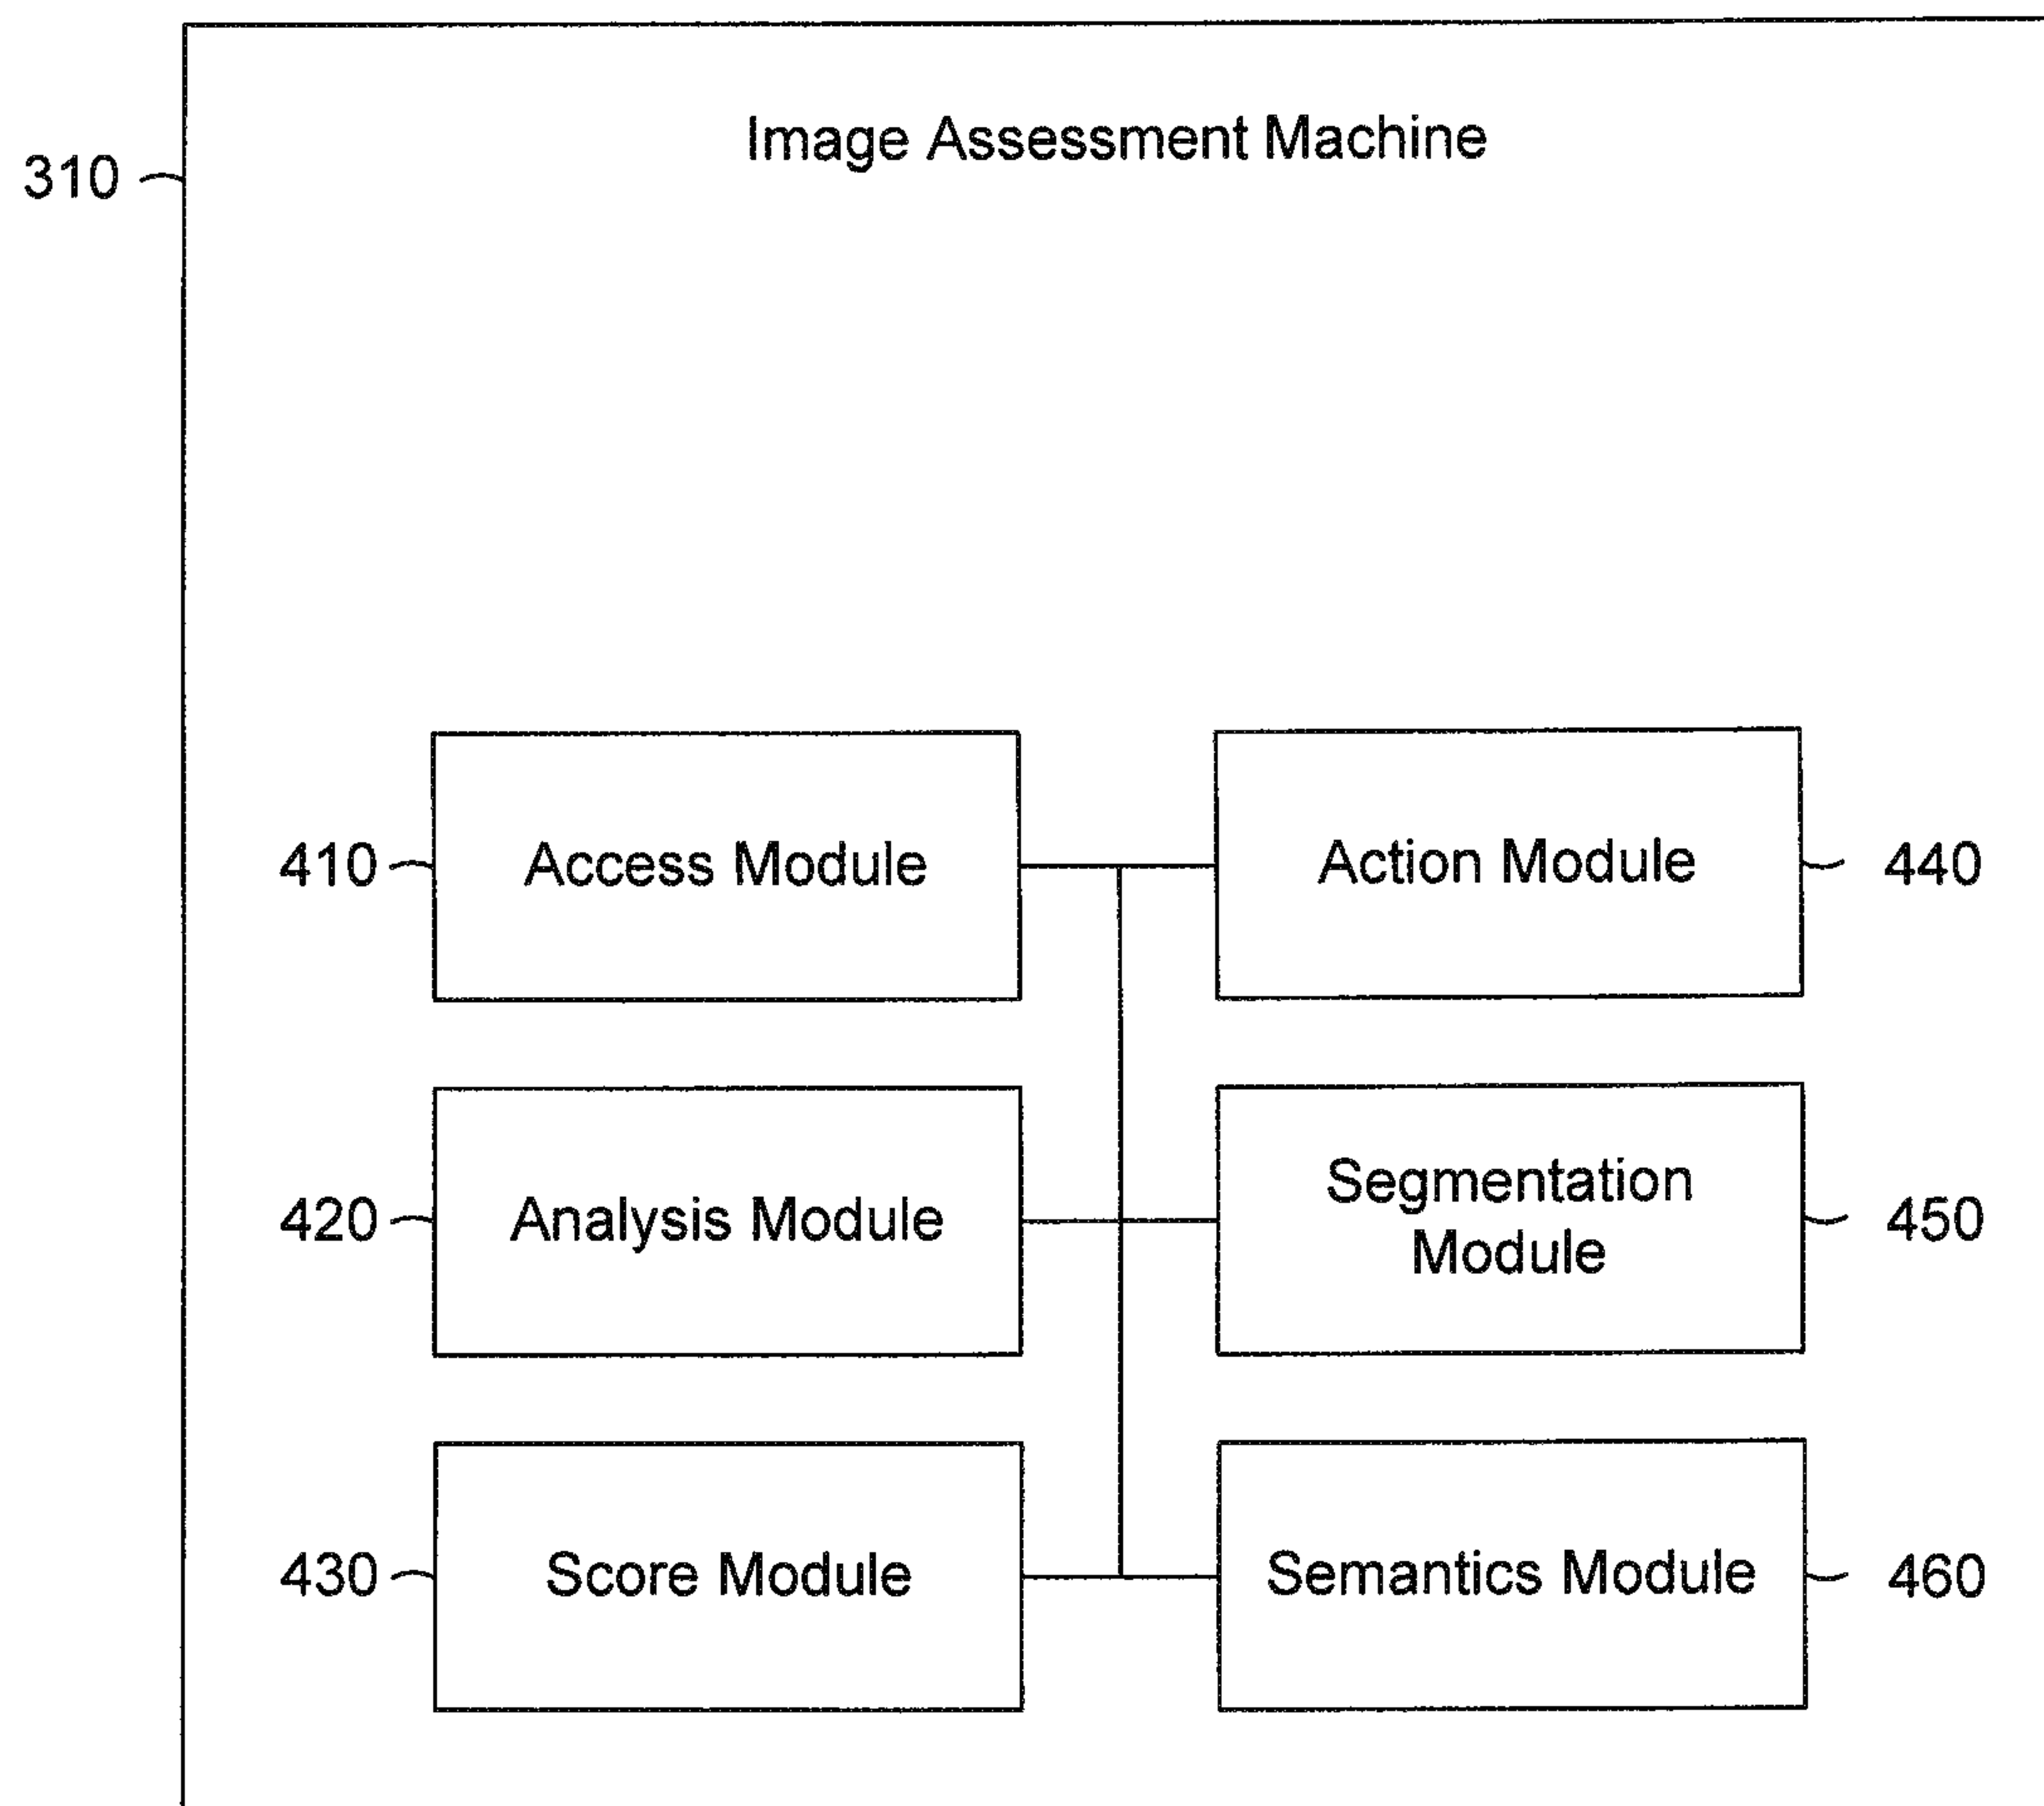 Image Assessment Machine
310
410
Access Module
Action Module
440
420
Analysis Module
Segmentation
Module
450
430
Score Module
Semantics Module
460